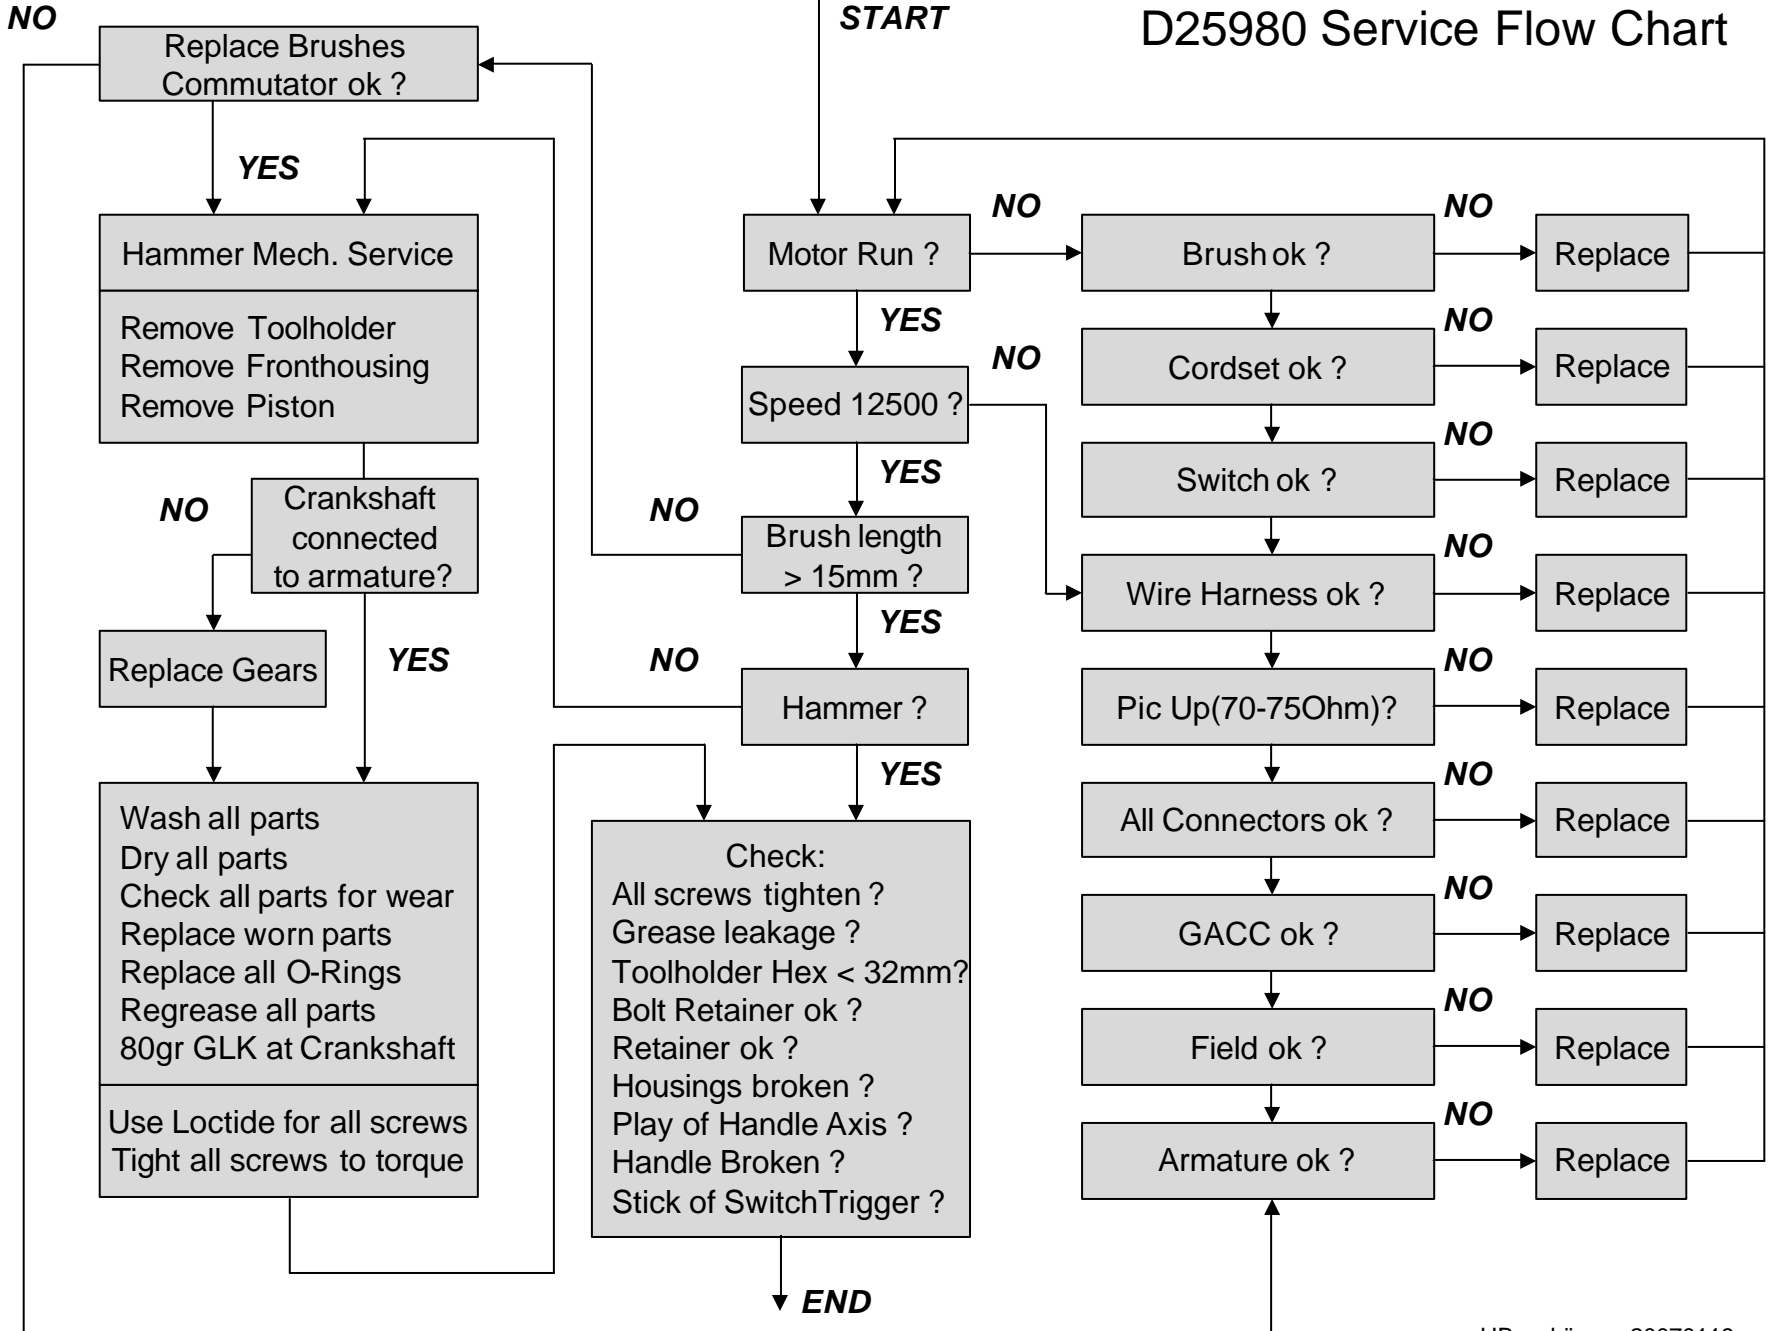 D25980 Service Flow Chart
START
NO
Replace Brushes
Commutator ok ?
YES
Hammer Mech. Service
Remove Toolholder
Remove Fronthousing
Remove Piston
NO
Crankshaft
connected
to armature?
Replace Gears
YES
Wash all parts
Dry all parts
Check all parts for wear
Replace worn parts
Replace all O-Rings
Regrease all parts
80gr GLK at Crankshaft
Use Loctide for all screws
Tight all screws to torque
Motor Run ?
NO
YES
Speed 12500 ?
NO
YES
NO
Brush length
> 15mm ?
YES
NO
Hammer ?
YES
Check:
All screws tighten ?
Grease leakage ?
Toolholder Hex < 32mm?
Bolt Retainer ok ?
Retainer ok ?
Housings broken ?
Play of Handle Axis ?
Handle Broken ?
Stick of SwitchTrigger ?
END
Brush ok ?
NO
Replace
Cordset ok ?
NO
Replace
Switch ok ?
NO
Replace
Wire Harness ok ?
NO
Replace
Pic Up(70-75Ohm)?
NO
Replace
All Connectors ok ?
NO
Replace
GACC ok ?
NO
Replace
Field ok ?
NO
Replace
Armature ok ?
NO
Replace